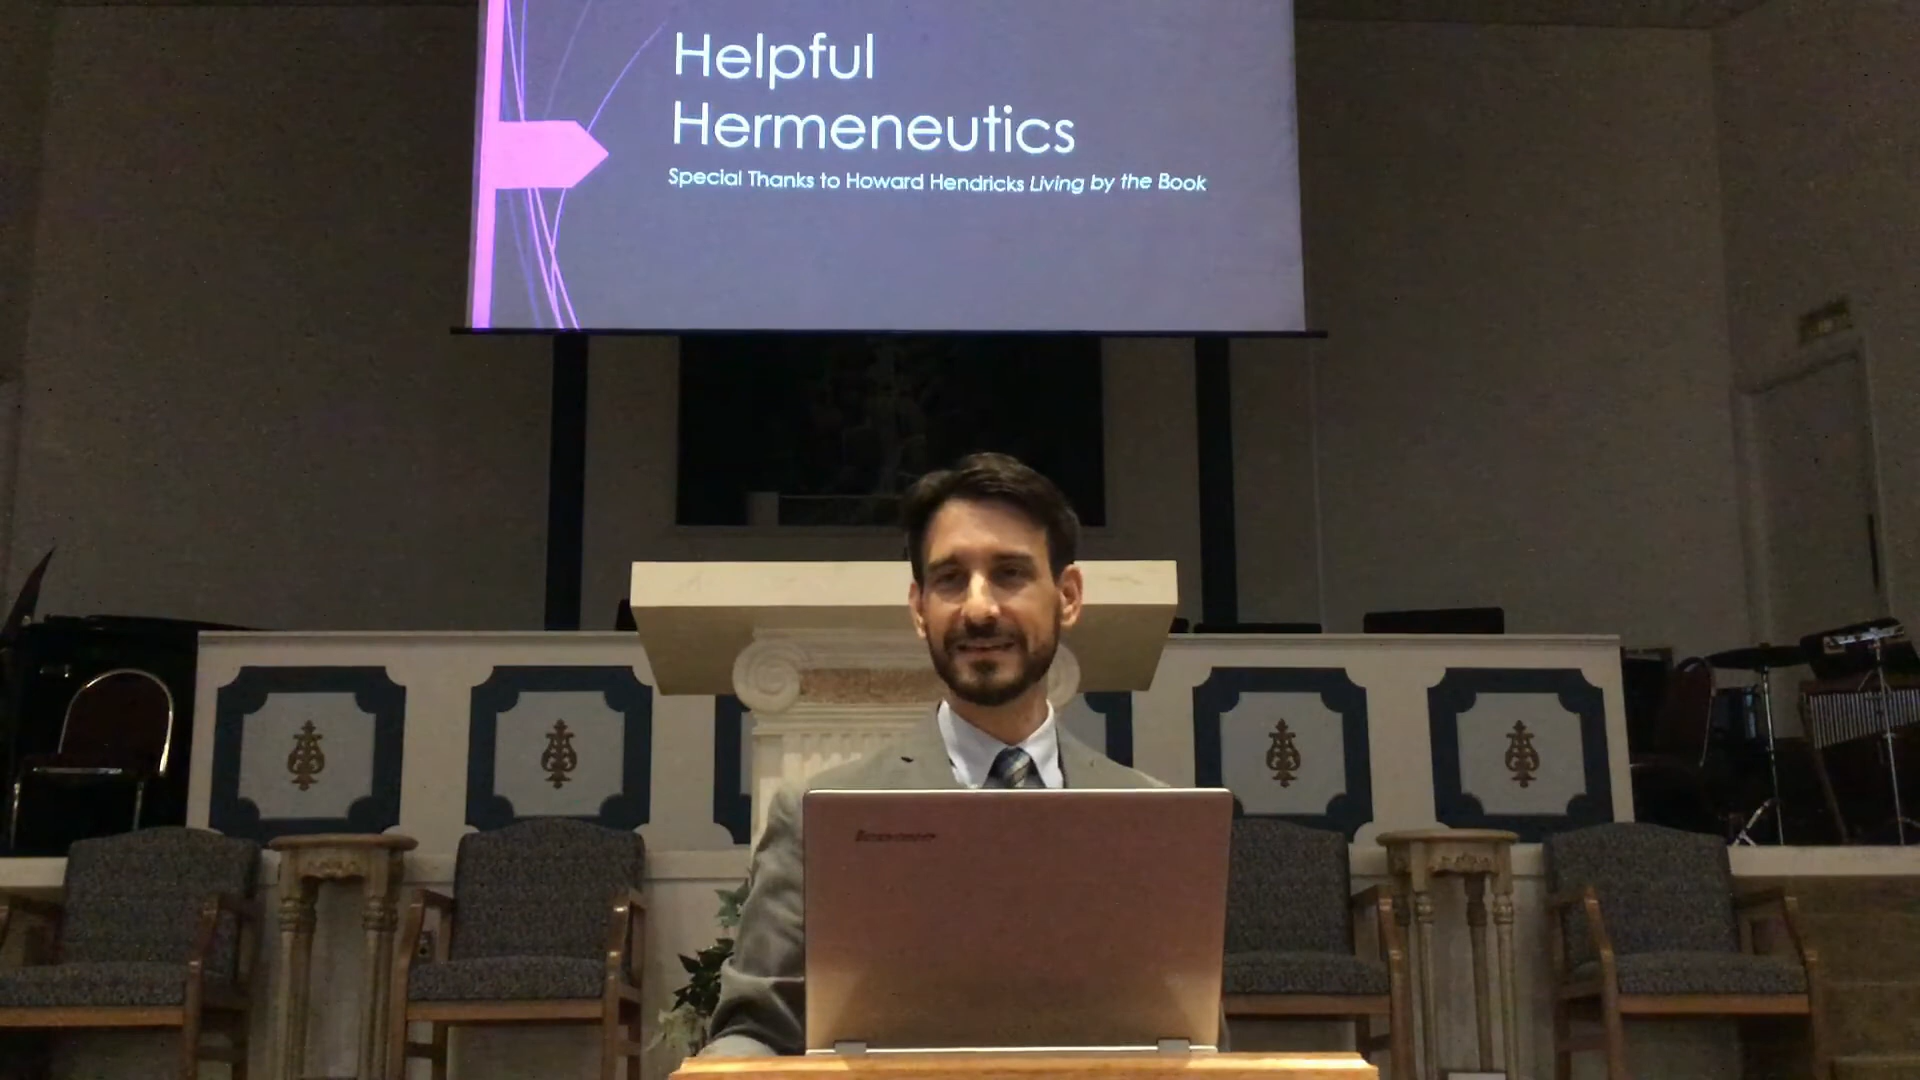 Helpful
Hermeneutics
Special Thanks to Howard Hendricks Living by the Book